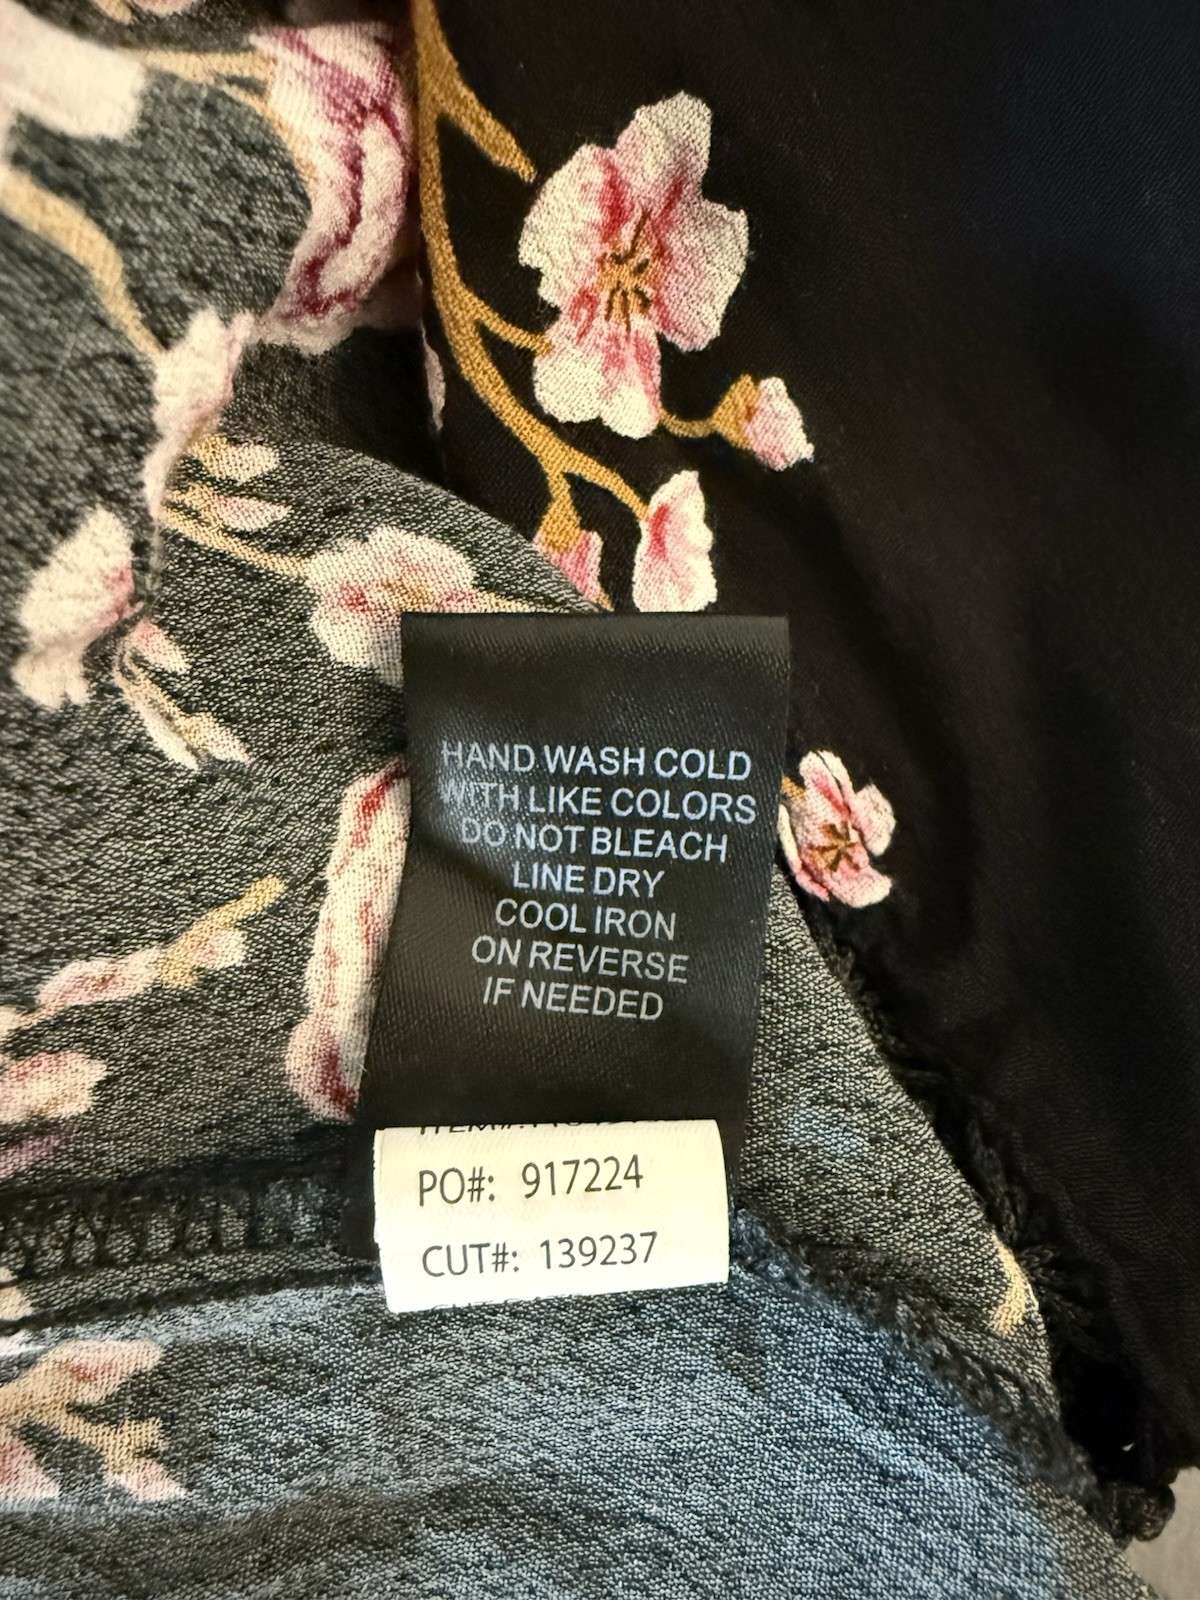 HAND WASH COLD
WITH LIKE COLORS
DO NOT BLEACH
LINE DRY
COOL IRON
ON REVERSE
IF NEEDED
PO#: 917224
CUT#: 139237